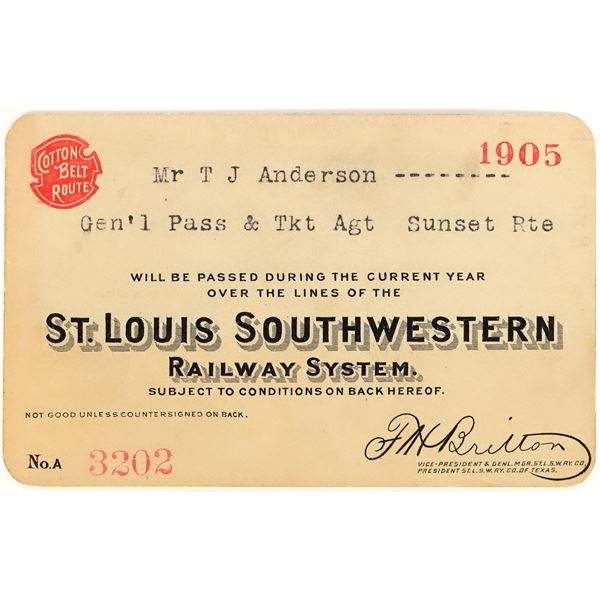 COTTON
BELT
ROUTE
1905
Mr T J Anderson --------
Gen'l Pass & Tkt Agt Sunset Rte
WILL BE PASSED DURING THE CURRENT YEAR
OVER THE LINES OF THE
ST. LOUIS SOUTHWESTERN
RAILWAY SYSTEM.
SUBJECT TO CONDITIONS ON BACK HEREOF.
NOT GOOD UNLESS COUNTERSIGNED ON BACK.
No. A 3202
F H Britton
VICE-PRESIDENT & GENL. MGR. ST. L. S. W. RY. CO.
PRESIDENT ST. L. S. W. RY. CO. OF TEXAS.